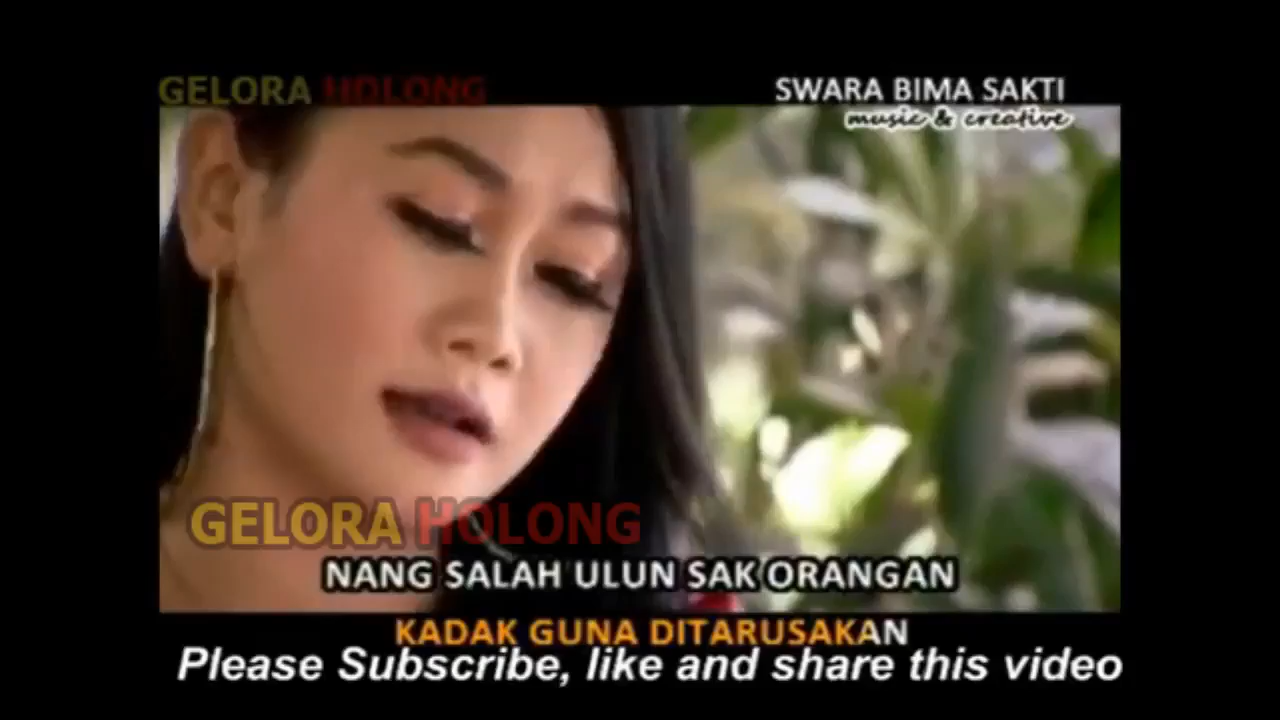 GELORA HOLONG
SWARA BIMA SAKTI
music & creative
GELORA HOLONG
NANG SALAH ULUN SAK ORANGAN
KADAK GUNA DITARUSAKAN
Please Subscribe, like and share this video